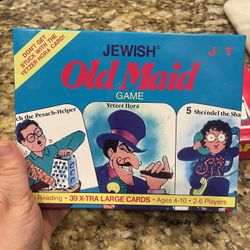 DON'T GET
STUCK WITH THE
YETZER HORA CARD!
JEWISH©
Old Maid
GAME
J T
ch the Pesach-Helper
Yetzer Hora
5 Sheindel the Sha
Reading • 39 X-TRA LARGE CARDS • Ages 4-10 • 2-6 Players